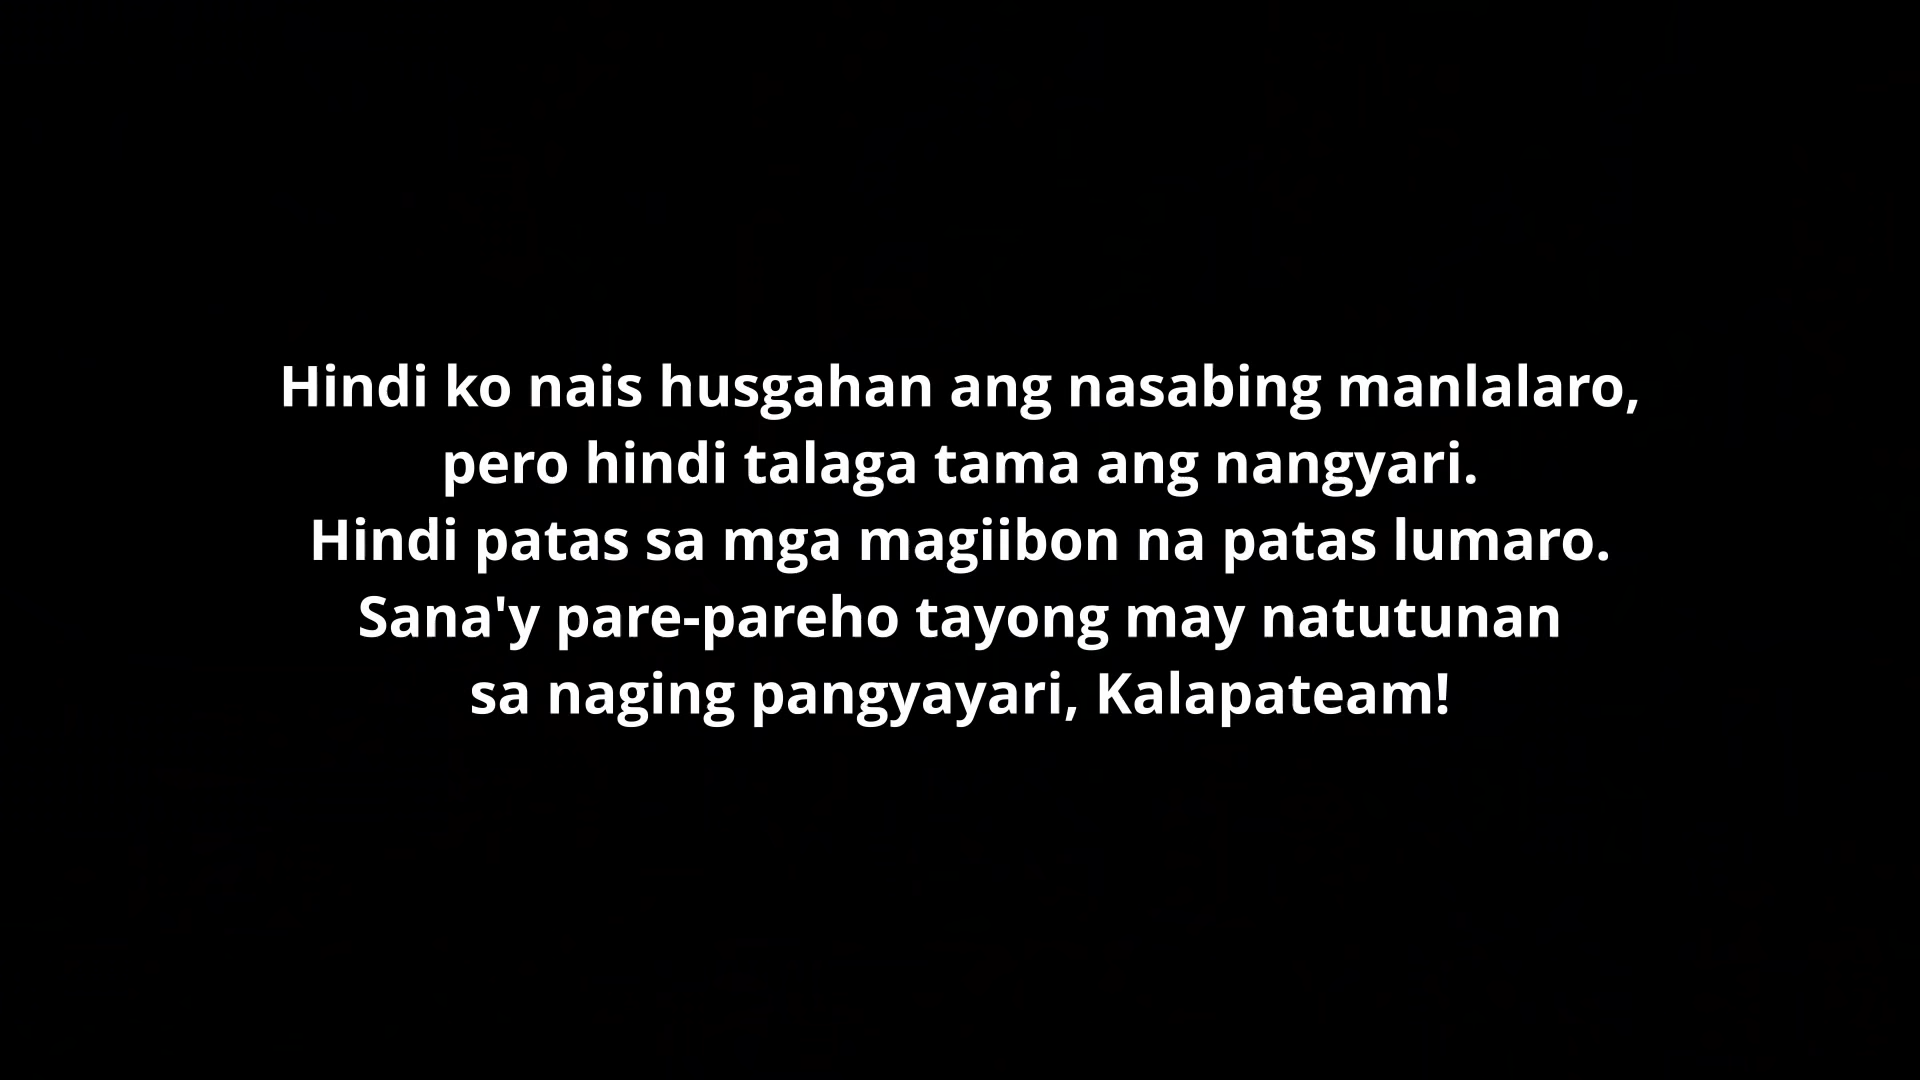 Hindi ko nais husgahan ang nasabing manlalaro,
pero hindi talaga tama ang nangyari.
Hindi patas sa mga magiibon na patas lumaro.
Sana'y pare-pareho tayong may natutunan
sa naging pangyayari, Kalapateam!